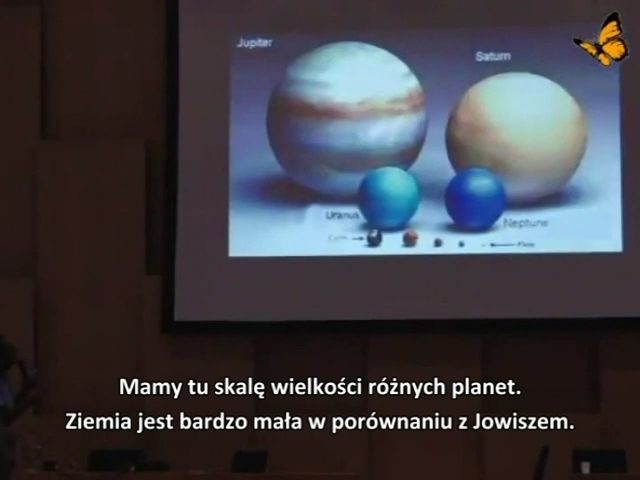 Jupiter
Saturn
Uranus
Neptune
Earth
Pluto
Mamy tu skalę wielkości różnych planet.
Ziemia jest bardzo mała w porównaniu z Jowiszem.